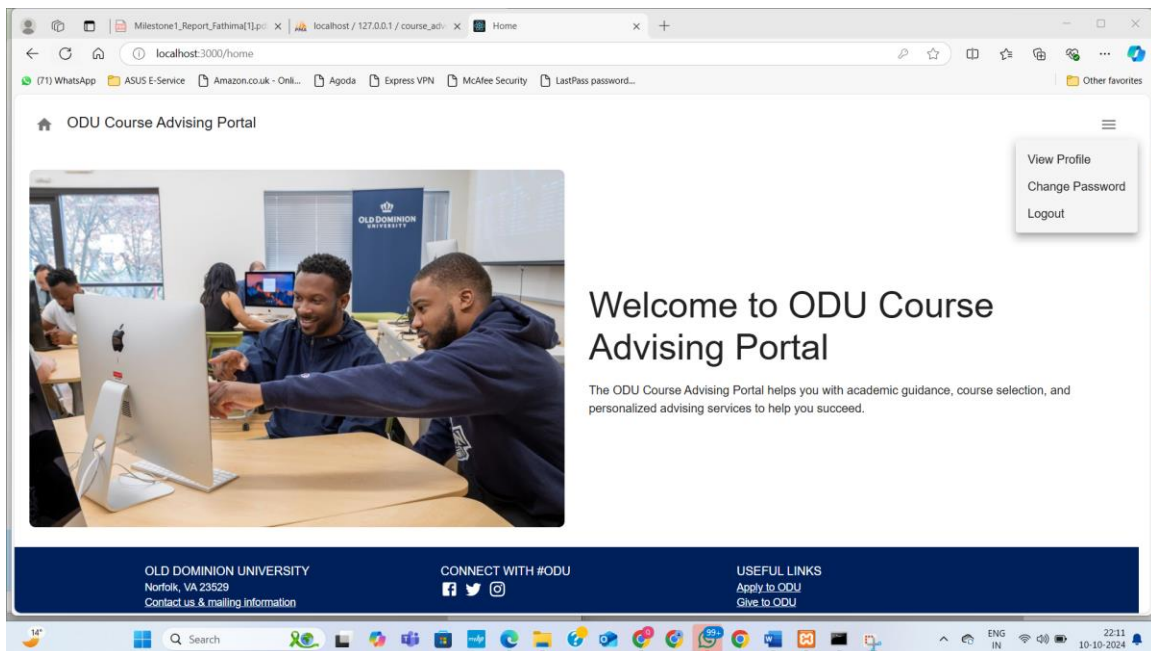 Milestone1_Report_Fathima[1].pd
localhost / 127.0.0.1 / course_adv
Home
localhost:3000/home
(71) WhatsApp
ASUS E-Service
Amazon.co.uk - Onli...
Agoda
Express VPN
McAfee Security
LastPass password...
Other favorites
ODU Course Advising Portal
View Profile
Change Password
Logout
OLD DOMINION
UNIVERSITY
Welcome to ODU Course
Advising Portal
The ODU Course Advising Portal helps you with academic guidance, course selection, and
personalized advising services to help you succeed.
OLD DOMINION UNIVERSITY
Norfolk, VA 23529
Contact us & mailing information
CONNECT WITH #ODU
USEFUL LINKS
Apply to ODU
Give to ODU
14°
Search
99+
ENG
IN
22:11
10-10-2024